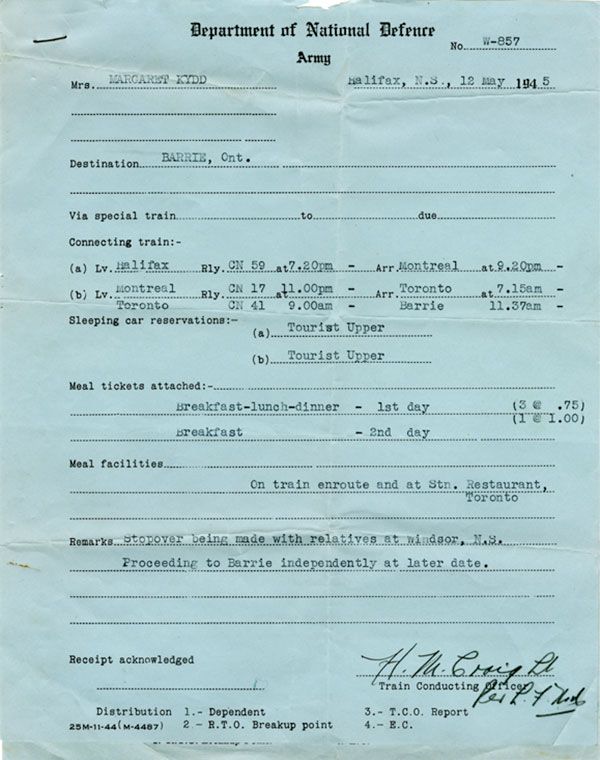 Department of National Defence
Army
No. W-857
Mrs. MARGARET KYDD Halifax, N.S., 12 May 1945
Destination BARRIE, Ont.
Via special train to due
Connecting train:-
(a) Lv. Halifax Rly. CN 59 at 7.20pm - Arr Montreal at 9.20pm -
(b) Lv. Montreal Rly. CN 17 at 11.00pm - Arr. Toronto at 7.15am -
Toronto CN 41 9.00am - Barrie 11.37am -
Sleeping car reservations:-
(a) Tourist Upper
(b) Tourist Upper
Meal tickets attached:-
Breakfast-lunch-dinner - 1st day (3 @ .75)
(1 @ 1.00)
Breakfast - 2nd day
Meal facilities
On train enroute and at Stn. Restaurant,
Toronto
Remarks Stopover being made with relatives at Windsor, N.S.
Proceeding to Barrie independently at later date.
Receipt acknowledged
H. M. Craig Lt
Train Conducting Officer
Per
Distribution 1.- Dependent 3.- T.C.O. Report
25M-11-44 (M-4487) 2.- R.T.O. Breakup point 4.- E.C.